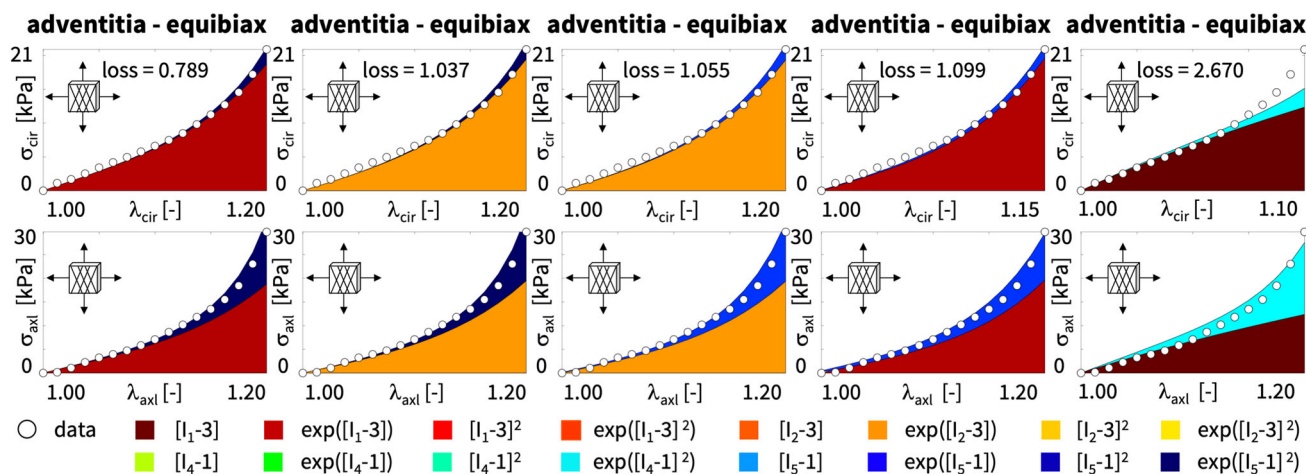 adventitia - equibiax adventitia - equibiax adventitia - equibiax adventitia - equibiax adventitia - equibiax
21 21 21 21 21
loss = 0.789 loss = 1.037 loss = 1.055 loss = 1.099 loss = 2.670
σcir [kPa] σcir [kPa] σcir [kPa] σcir [kPa] σcir [kPa]
0 0 0 0 0
1.00 λcir [-] 1.20 1.00 λcir [-] 1.20 1.00 λcir [-] 1.20 1.00 λcir [-] 1.15 1.00 λcir [-] 1.10
30 30 30 30 30
σaxl [kPa] σaxl [kPa] σaxl [kPa] σaxl [kPa] σaxl [kPa]
0 0 0 0 0
1.00 λaxl [-] 1.20 1.00 λaxl [-] 1.20 1.00 λaxl [-] 1.20 1.00 λaxl [-] 1.20 1.00 λaxl [-] 1.20
data [I₁-3] exp([I₁-3]) [I₁-3]² exp([I₁-3]²) [I₂-3] exp([I₂-3]) [I₂-3]² exp([I₂-3]²)
[I₄-1] exp([I₄-1]) [I₄-1]² exp([I₄-1]²) [I₅-1] exp([I₅-1]) [I₅-1]² exp([I₅-1]²)